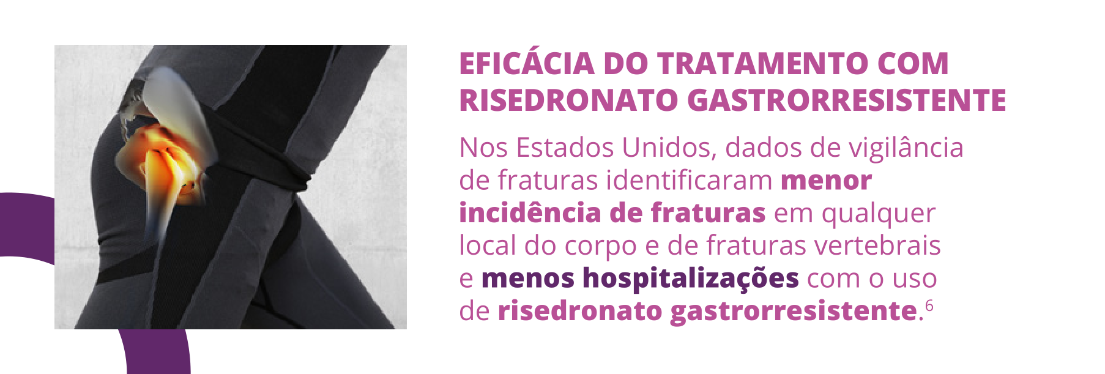 EFICÁCIA DO TRATAMENTO COM
RISEDRONATO GASTRORRESISTENTE
Nos Estados Unidos, dados de vigilância
de fraturas identificaram menor
incidência de fraturas em qualquer
local do corpo e de fraturas vertebrais
e menos hospitalizações com o uso
de risedronato gastrorresistente.⁶